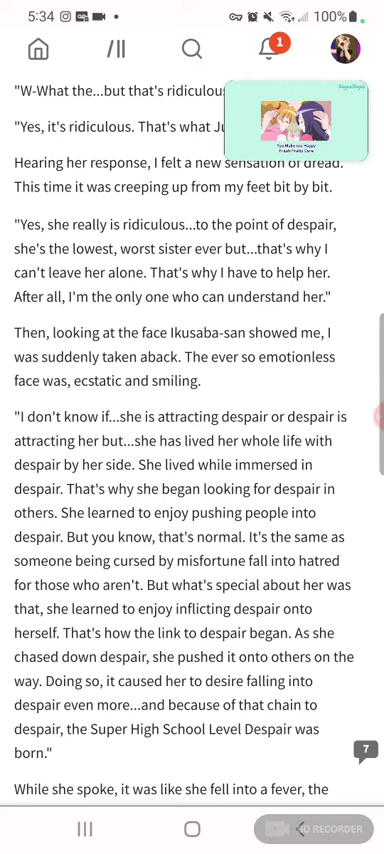 5:34
100%
1
"W-What the...but that's ridiculou
"Yes, it's ridiculous. That's what Ju
You Make me Happy
Fresh Pretty Cure
Hearing her response, I felt a new sensation of dread.
This time it was creeping up from my feet bit by bit.
"Yes, she really is ridiculous...to the point of despair,
she's the lowest, worst sister ever but...that's why I
can't leave her alone. That's why I have to help her.
After all, I'm the only one who can understand her."
Then, looking at the face Ikusaba-san showed me, I
was suddenly taken aback. The ever so emotionless
face was, ecstatic and smiling.
"I don't know if...she is attracting despair or despair is
attracting her but...she has lived her whole life with
despair by her side. She lived while immersed in
despair. That's why she began looking for despair in
others. She learned to enjoy pushing people into
despair. But you know, that's normal. It's the same as
someone being cursed by misfortune fall into hatred
for those who aren't. But what's special about her was
that, she learned to enjoy inflicting despair onto
herself. That's how the link to despair began. As she
chased down despair, she pushed it onto others on the
way. Doing so, it caused her to desire falling into
despair even more...and because of that chain to
despair, the Super High School Level Despair was
born."
7
While she spoke, it was like she fell into a fever, the
RECORDER